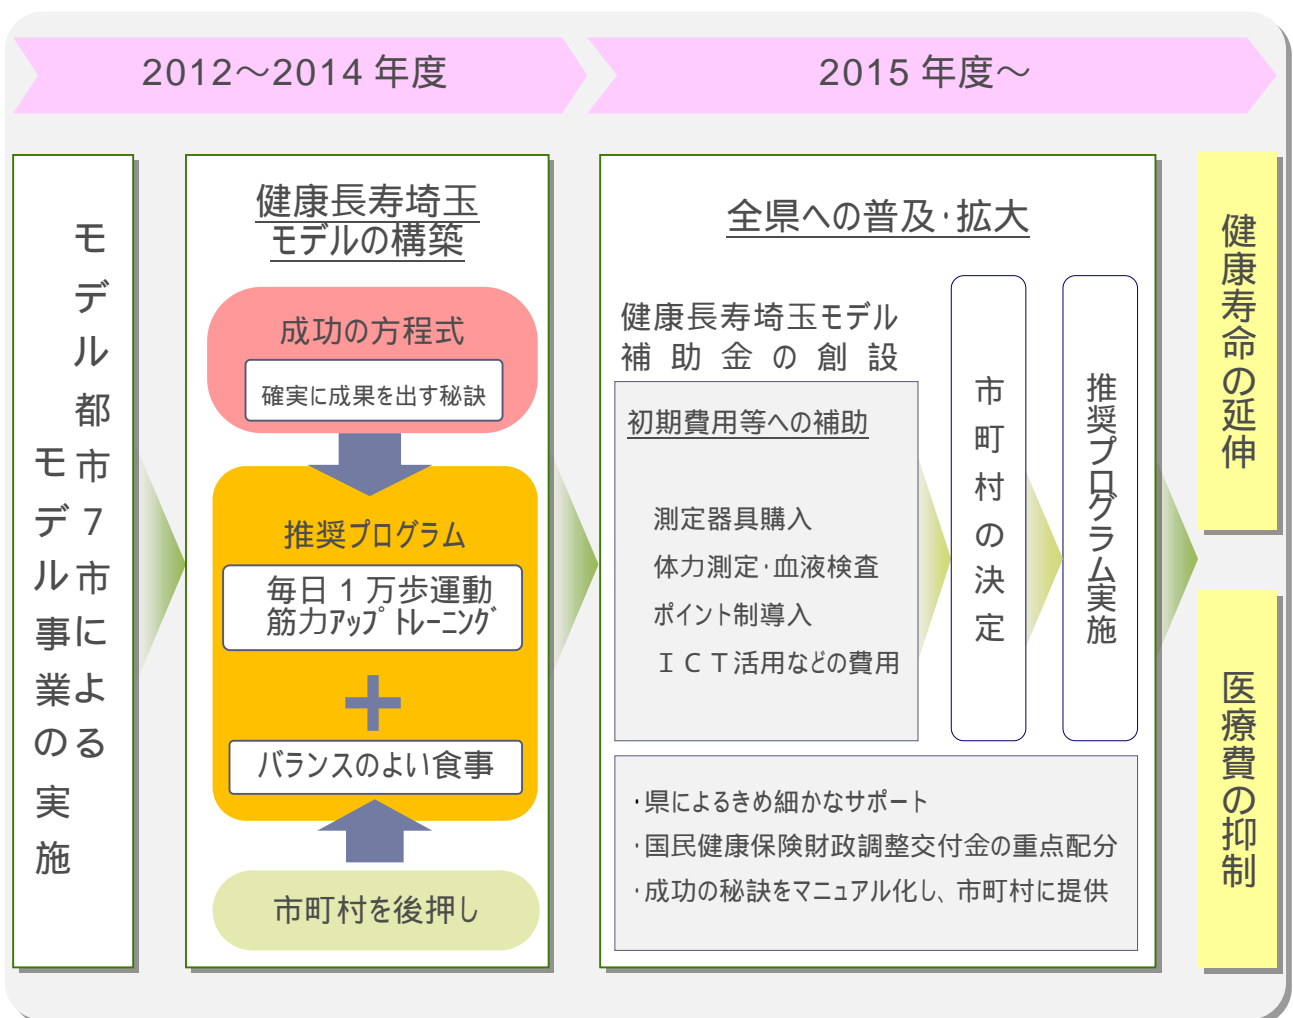 2012～2014 年度
2015 年度～
モデル都市７市による
モデル事業の実施
健康長寿埼玉
モデルの構築
成功の方程式
確実に成果を出す秘訣
推奨プログラム
毎日１万歩運動
筋力アップトレーニング
バランスのよい食事
市町村を後押し
全県への普及・拡大
健康長寿埼玉モデル
補助金の創設
初期費用等への補助
測定器具購入
体力測定・血液検査
ポイント制導入
ＩＣＴ活用などの費用
市町村の決定
推奨プログラム実施
・県によるきめ細かなサポート
・国民健康保険財政調整交付金の重点配分
・成功の秘訣をマニュアル化し、市町村に提供
健康寿命の延伸
医療費の抑制